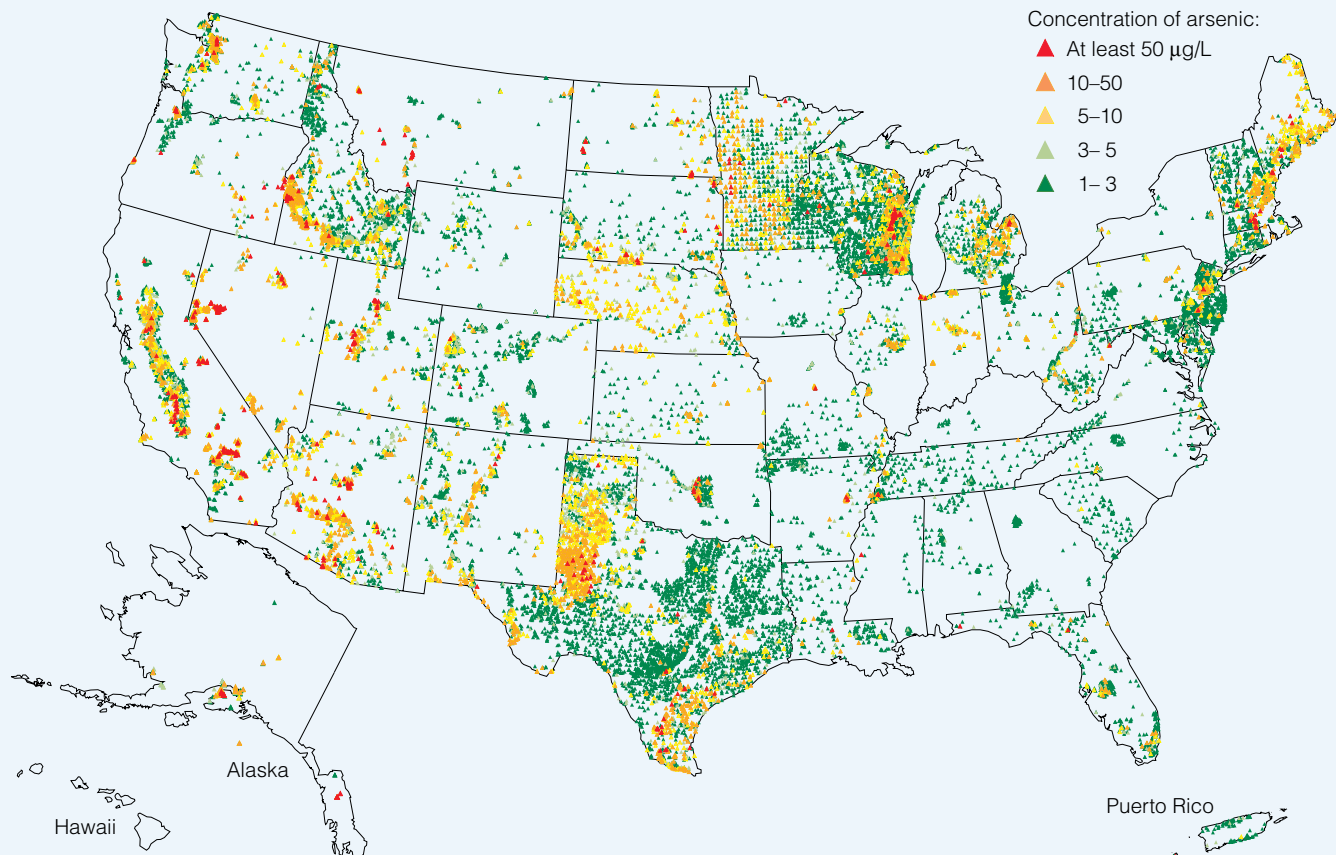 Concentration of arsenic:
At least 50 µg/L
10–50
5–10
3–5
1–3
Alaska
Hawaii
Puerto Rico